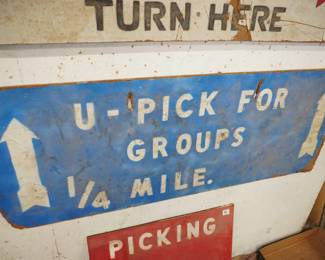 TURN·HERE
U-PICK FOR
GROUPS
1/4 MILE.
PICKING